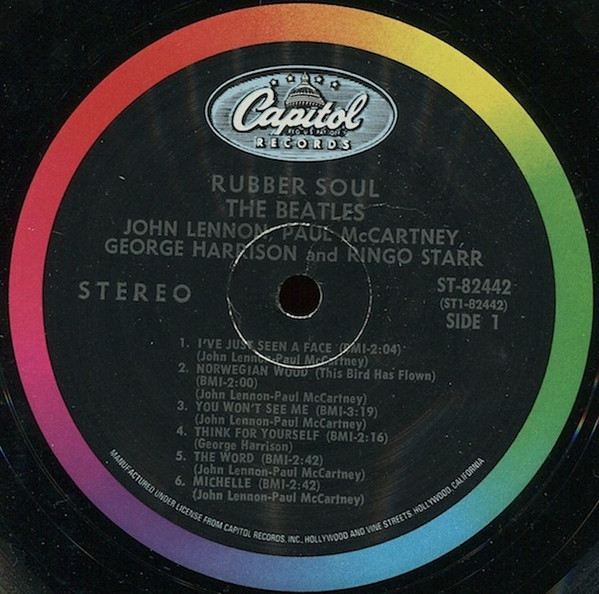 Capitol
RECORDS
RUBBER SOUL
THE BEATLES
JOHN LENNON, PAUL McCARTNEY,
GEORGE HARRISON and RINGO STARR
STEREO
ST-82442
(ST1-82442)
SIDE 1
1. I'VE JUST SEEN A FACE (BMI-2:04)
(John Lennon-Paul McCartney)
2. NORWEGIAN WOOD (This Bird Has Flown)
(BMI-2:00)
(John Lennon-Paul McCartney)
3. YOU WON'T SEE ME (BMI-3:19)
(John Lennon-Paul McCartney)
4. THINK FOR YOURSELF (BMI-2:16)
(George Harrison)
5. THE WORD (BMI-2:42)
(John Lennon-Paul McCartney)
6. MICHELLE (BMI-2:42)
(John Lennon-Paul McCartney)
MANUFACTURED UNDER LICENSE FROM CAPITOL RECORDS, INC., HOLLYWOOD AND VINE STREETS, HOLLYWOOD, CALIFORNIA